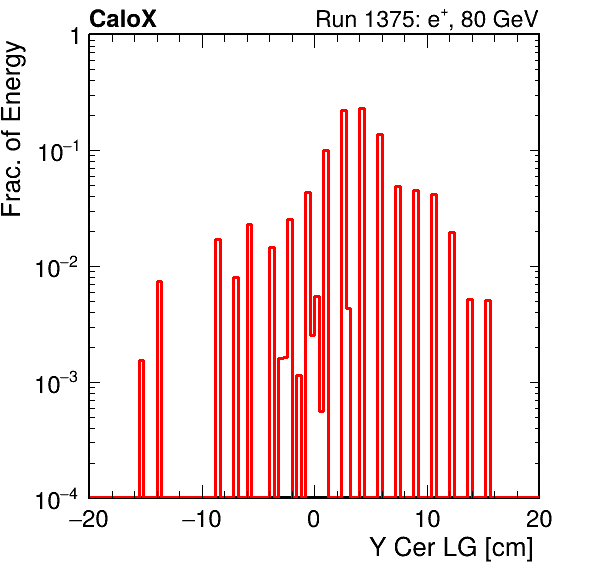 CaloX Run 1375: e⁺, 80 GeV
Frac. of Energy
1
10⁻¹
10⁻²
10⁻³
10⁻⁴
−20 −10 0 10 20
Y Cer LG [cm]